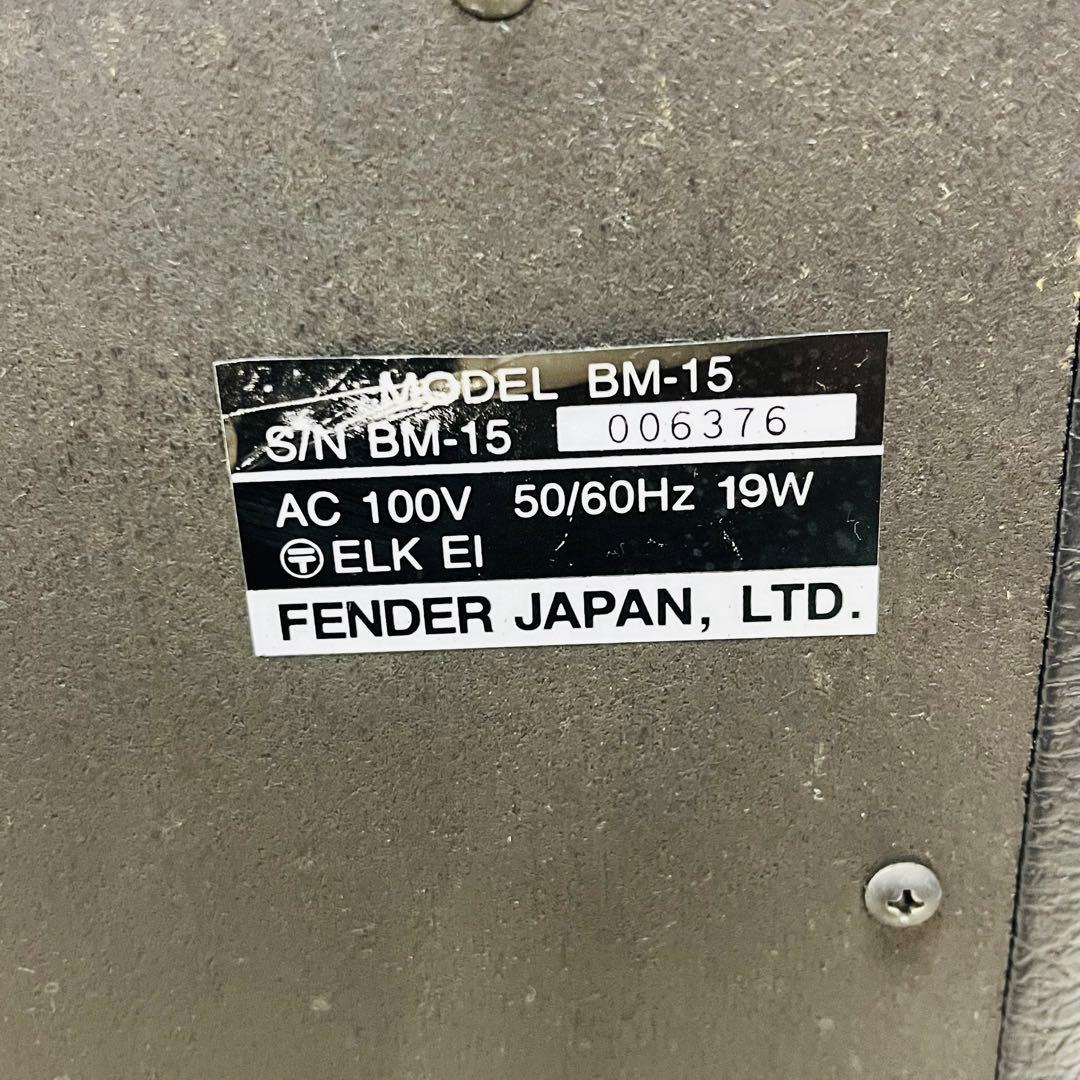 MODEL BM-15
S/N BM-15 006376
AC 100V 50/60Hz 19W
〶 ELK EI
FENDER JAPAN, LTD.